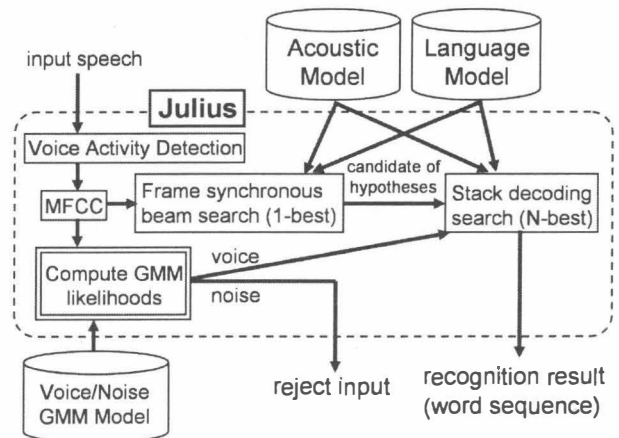 Acoustic
Model
Language
Model
input speech
Julius
Voice Activity Detection
MFCC
Frame synchronous
beam search (1-best)
candidate of
hypotheses
Stack decoding
search (N-best)
Compute GMM
likelihoods
voice
noise
Voice/Noise
GMM Model
reject input
recognition result
(word sequence)